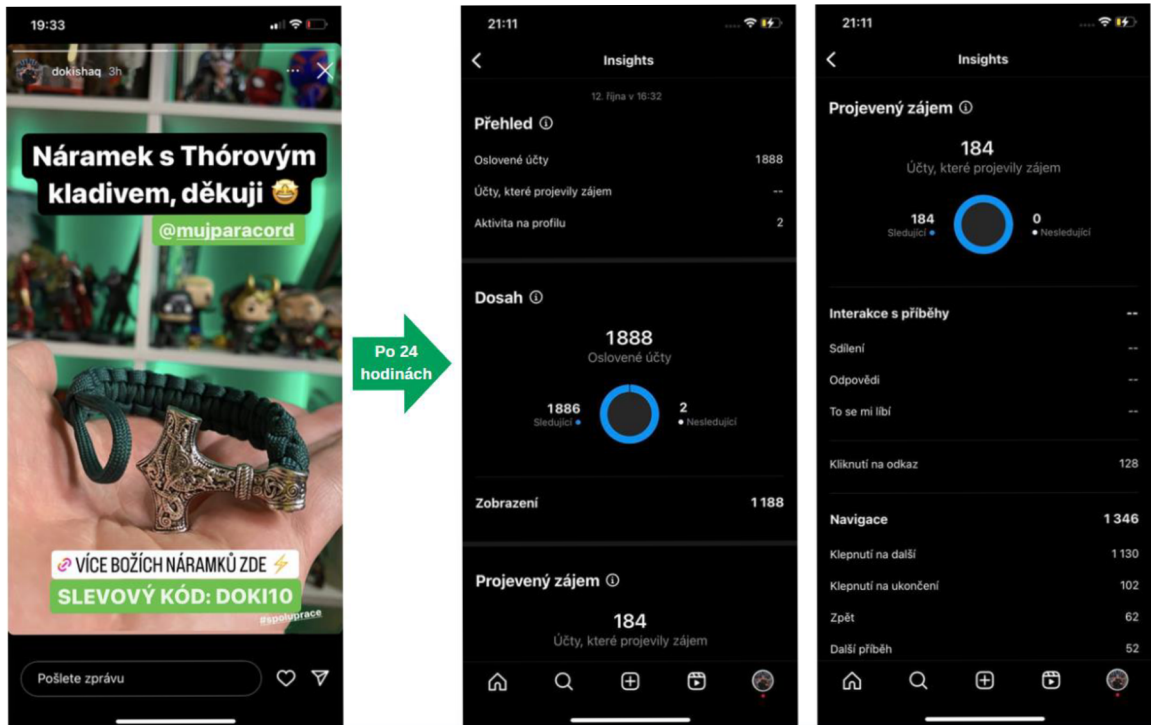 19:33
dokishaq 3h
Náramek s Thórovým
kladivem, děkuji
@mujparacord
VÍCE BOŽÍCH NÁRAMKŮ ZDE
SLEVOVÝ KÓD: DOKI10
#spoluprace
Pošlete zprávu
Po 24
hodinách
21:11
Insights
12. října v 16:32
Přehled
Oslovené účty 1888
Účty, které projevily zájem --
Aktivita na profilu 2
Dosah
1888
Oslovené účty
1886 2
Sledující Nesledující
Zobrazení 1 188
Projevený zájem
184
Účty, které projevily zájem
21:11
Insights
Projevený zájem
184
Účty, které projevily zájem
184 0
Sledující Nesledující
Interakce s příběhy --
Sdílení --
Odpovědi --
To se mi líbí --
Kliknutí na odkaz 128
Navigace 1 346
Klepnutí na další 1 130
Klepnutí na ukončení 102
Zpět 62
Další příběh 52